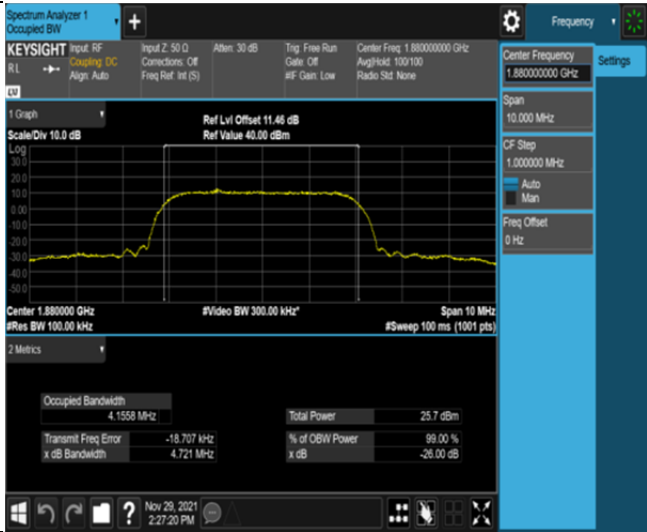 Spectrum Analyzer 1
Occupied BW
+
Frequency
KEYSIGHT
RL
Input: RF
Coupling: DC
Align: Auto
Input Z: 50 Ω
Corrections: Off
Freq Ref: Int (S)
Atten: 30 dB
Trig: Free Run
Gate: Off
#IF Gain: Low
Center Freq: 1.880000000 GHz
Avg|Hold: 100/100
Radio Std: None
LV
Center Frequency
1.880000000 GHz
Settings
Span
10.000 MHz
CF Step
1.000000 MHz
Auto
Man
Freq Offset
0 Hz
1 Graph
Scale/Div 10.0 dB
Ref Lvl Offset 11.46 dB
Ref Value 40.00 dBm
Log
30.0
20.0
10.0
0.00
-10.0
-20.0
-30.0
-40.0
-50.0
Center 1.880000 GHz
#Res BW 100.00 kHz
#Video BW 300.00 kHz*
Span 10 MHz
#Sweep 100 ms (1001 pts)
2 Metrics
Occupied Bandwidth
4.1558 MHz
Total Power 25.7 dBm
Transmit Freq Error -18.707 kHz
% of OBW Power 99.00 %
x dB Bandwidth 4.721 MHz
x dB -26.00 dB
?
Nov 29, 2021
2:27:20 PM